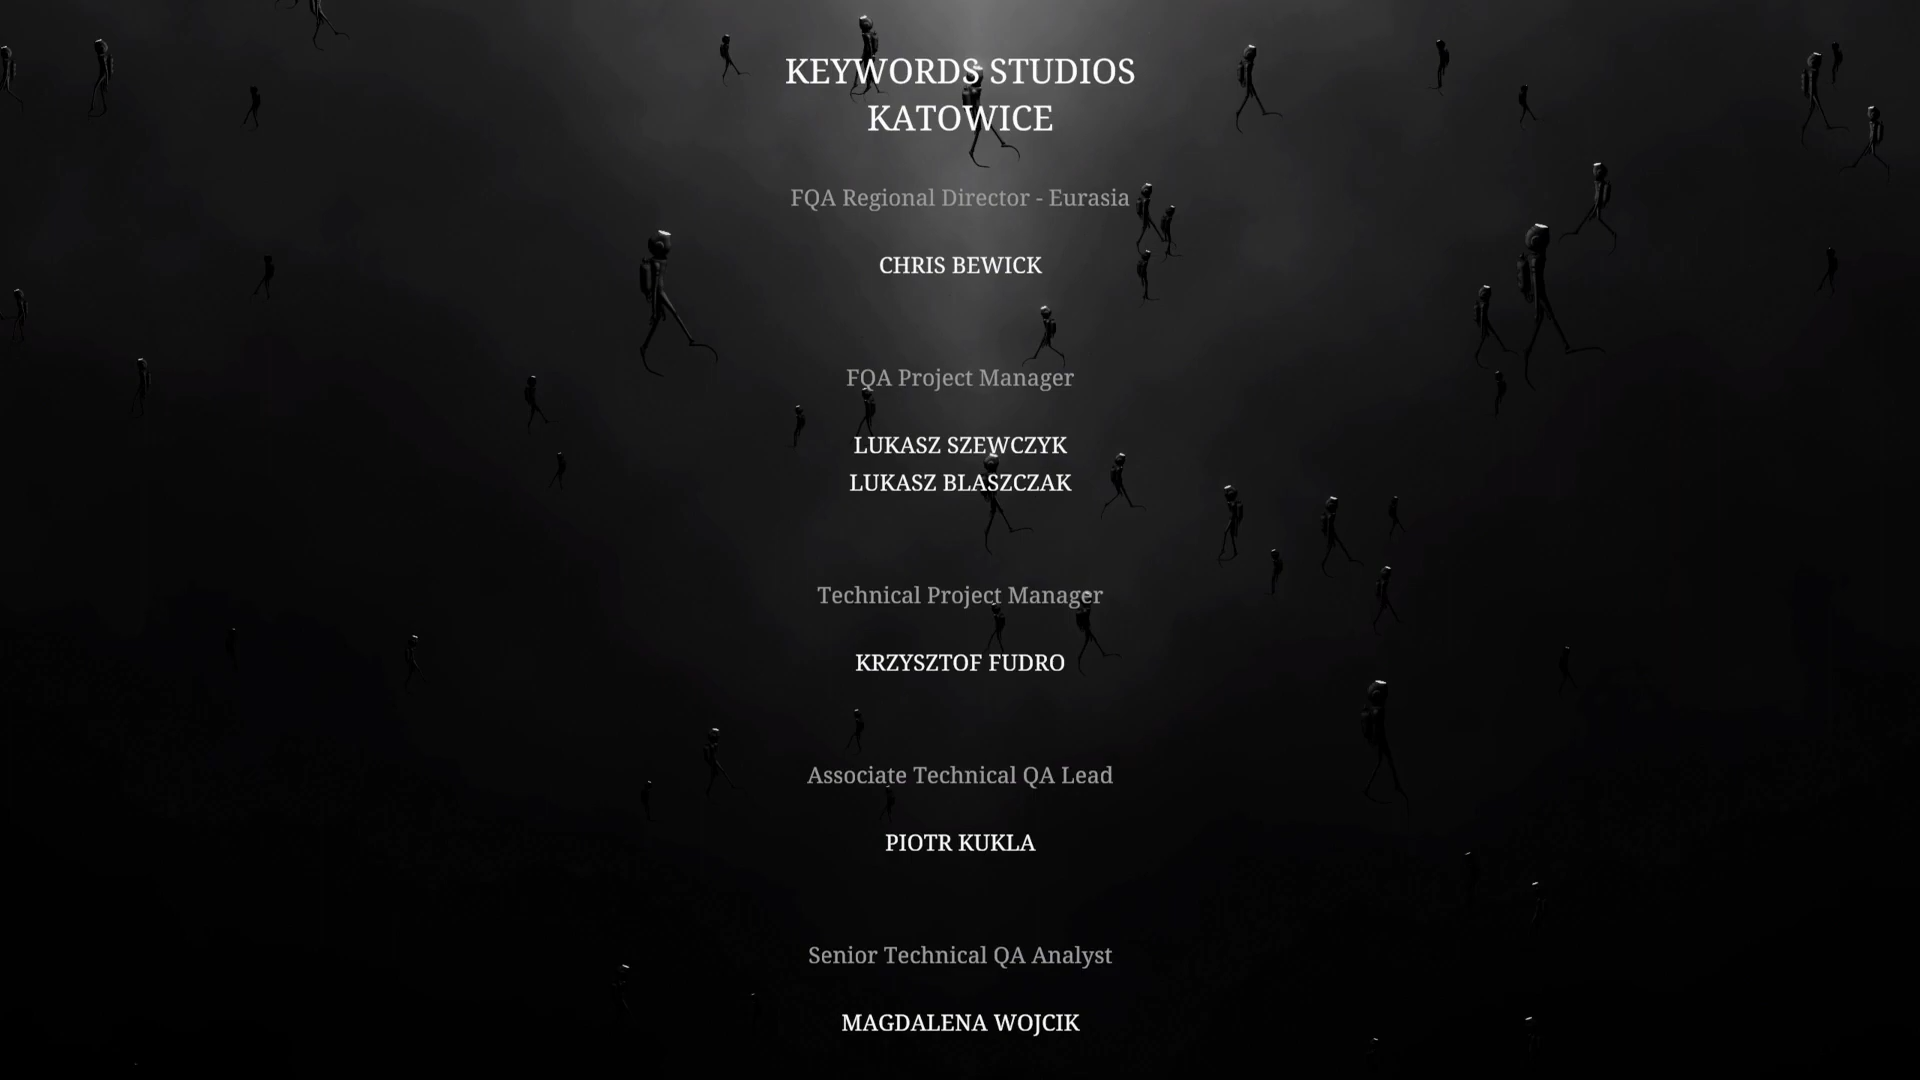 KEYWORDS STUDIOS
KATOWICE
FQA Regional Director - Eurasia
CHRIS BEWICK
FQA Project Manager
LUKASZ SZEWCZYK
LUKASZ BLASZCZAK
Technical Project Manager
KRZYSZTOF FUDRO
Associate Technical QA Lead
PIOTR KUKLA
Senior Technical QA Analyst
MAGDALENA WOJCIK